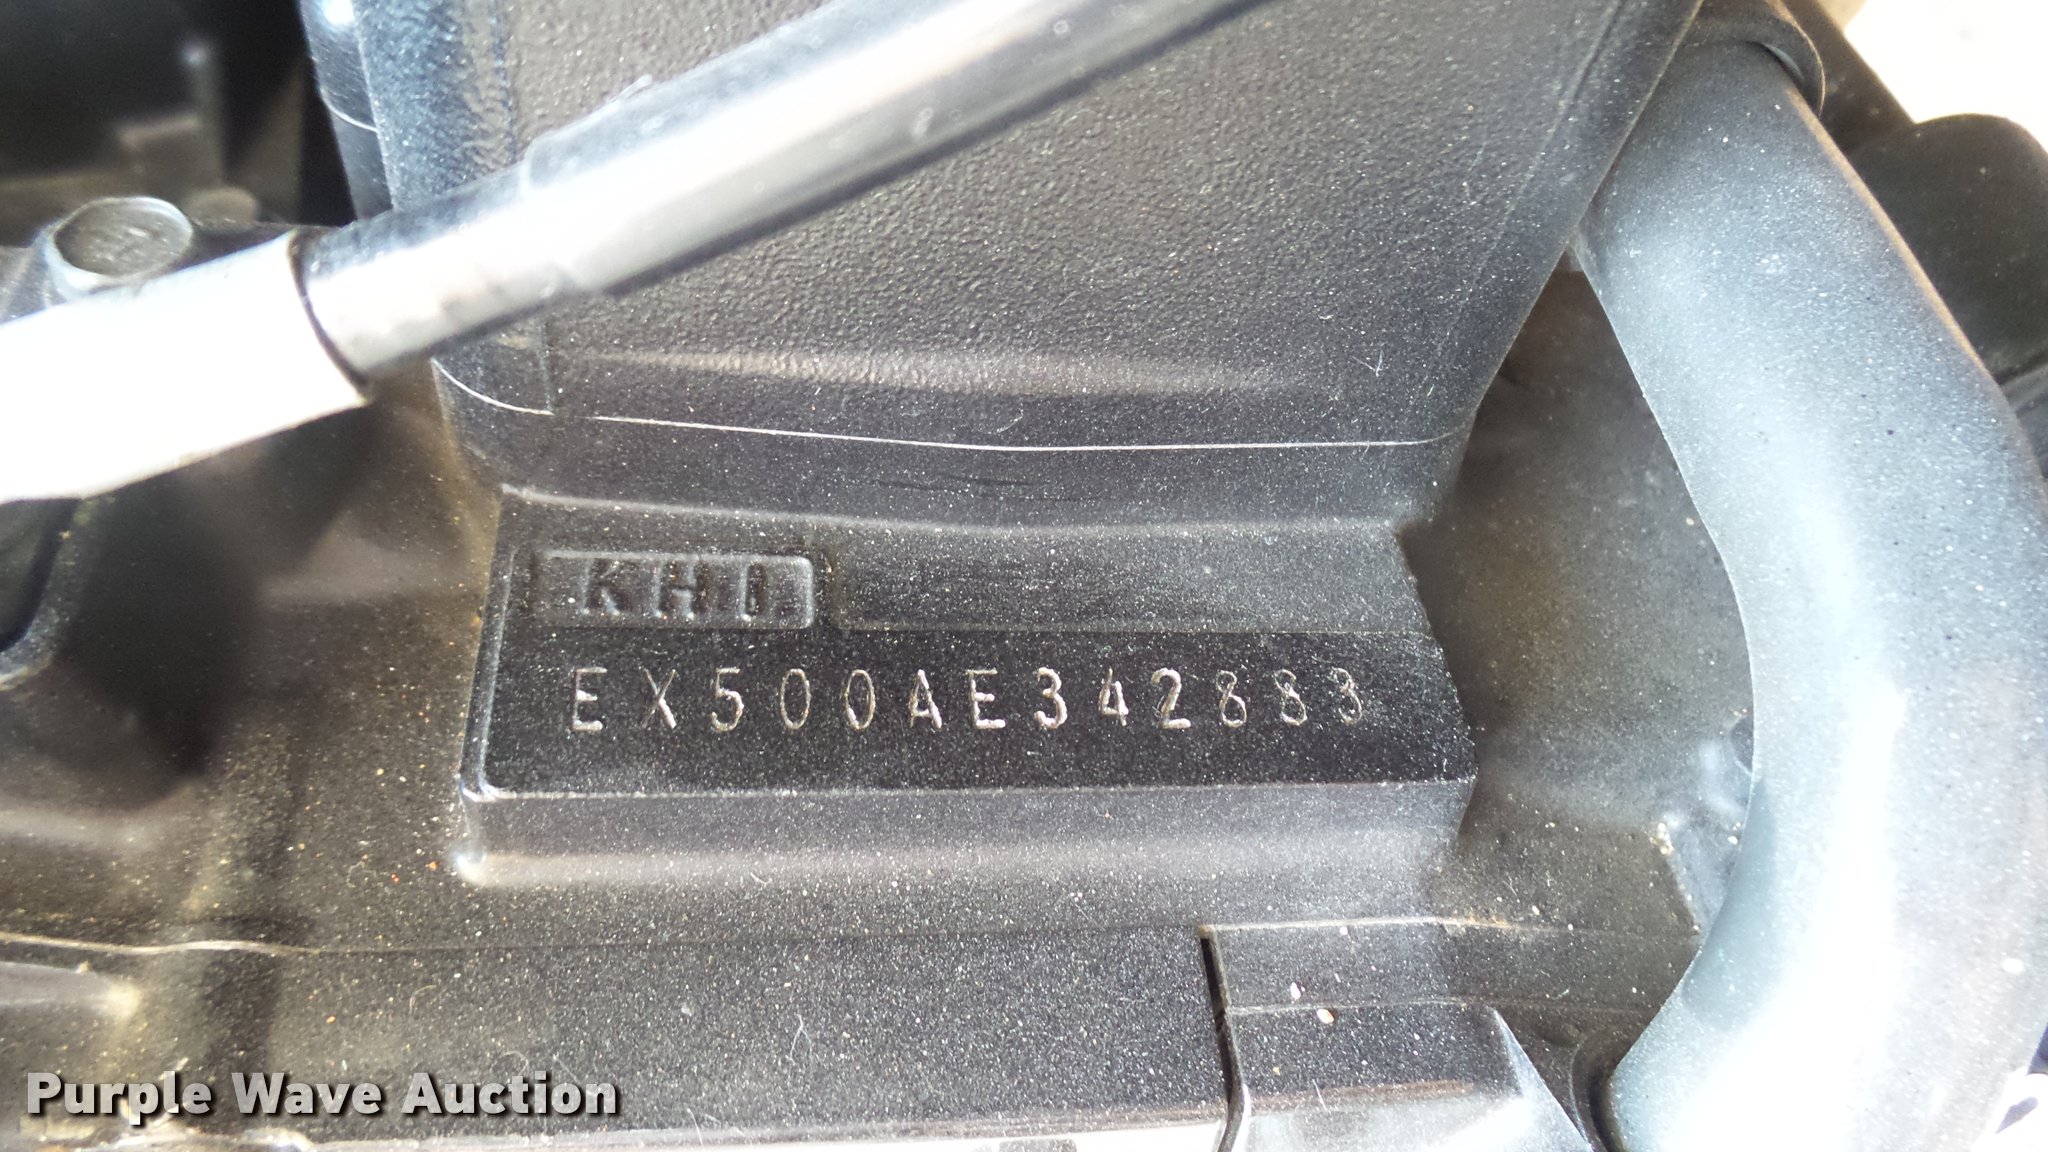 KHI
EX500AE342883
Purple Wave Auction